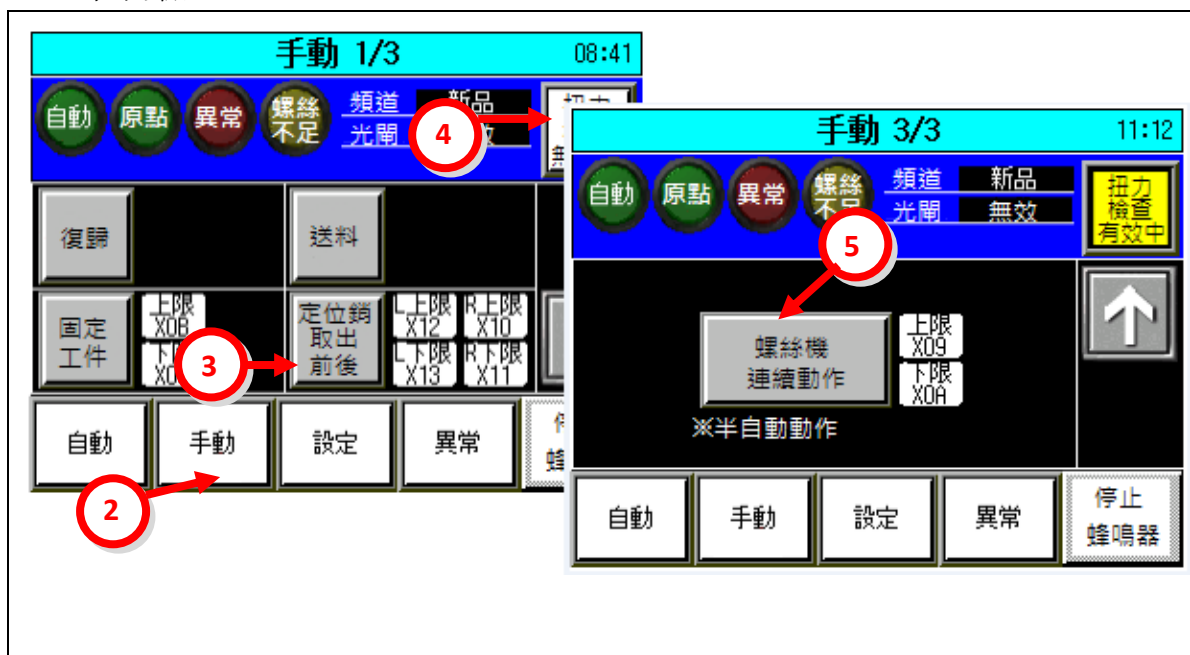 手動 1/3 08:41
自動 原點 異常 螺絲不足
頻道 新品
光閘
復歸 送料
固定工件 上限 X0B
定位銷取出前後
L上限 X12 R上限 X10
L下限 X13 R下限 X11
自動 手動 設定 異常
2
3
4
手動 3/3 11:12
自動 原點 異常 螺絲
頻道 新品
光閘 無效
扭力檢查有效中
5
螺絲機
連續動作
上限 X09
下限 X0A
※半自動動作
自動 手動 設定 異常 停止蜂鳴器